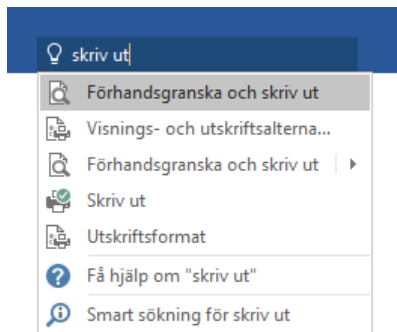 skriv ut
Förhandsgranska och skriv ut
Visnings- och utskriftsalterna...
Förhandsgranska och skriv ut
Skriv ut
Utskriftsformat
Få hjälp om "skriv ut"
Smart sökning för skriv ut